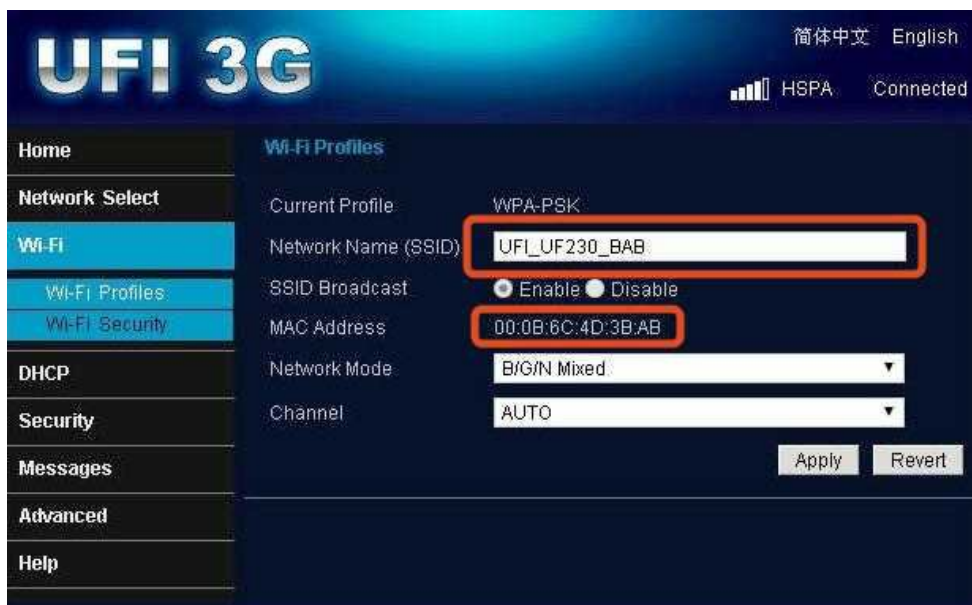 UFI 3G
简体中文 English
HSPA Connected
Home
Network Select
Wi-Fi
Wi-Fi Profiles
Wi-Fi Security
DHCP
Security
Messages
Advanced
Help
Wi-Fi Profiles
Current Profile WPA-PSK
Network Name (SSID) UFI_UF230_BAB
SSID Broadcast Enable Disable
MAC Address 00:0B:6C:4D:3B:AB
Network Mode B/G/N Mixed
Channel AUTO
Apply Revert